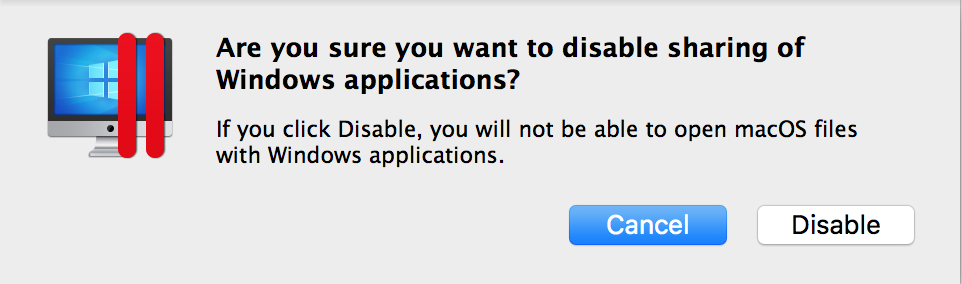 Are you sure you want to disable sharing of
Windows applications?
If you click Disable, you will not be able to open macOS files
with Windows applications.
Cancel
Disable